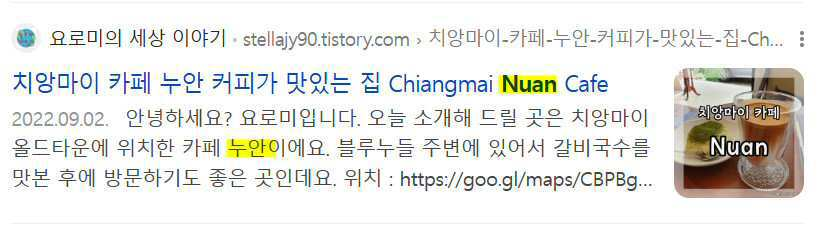 요로미의 세상 이야기 · stellajy90.tistory.com › 치앙마이-카페-누안-커피가-맛있는-집-Ch...
치앙마이 카페 누안 커피가 맛있는 집 Chiangmai Nuan Cafe
2022.09.02. 안녕하세요? 요로미입니다. 오늘 소개해 드릴 곳은 치앙마이
올드타운에 위치한 카페 누안이에요. 블루누들 주변에 있어서 갈비국수를
맛본 후에 방문하기도 좋은 곳인데요. 위치 : https://goo.gl/maps/CBPBg...
치앙마이 카페
Nuan